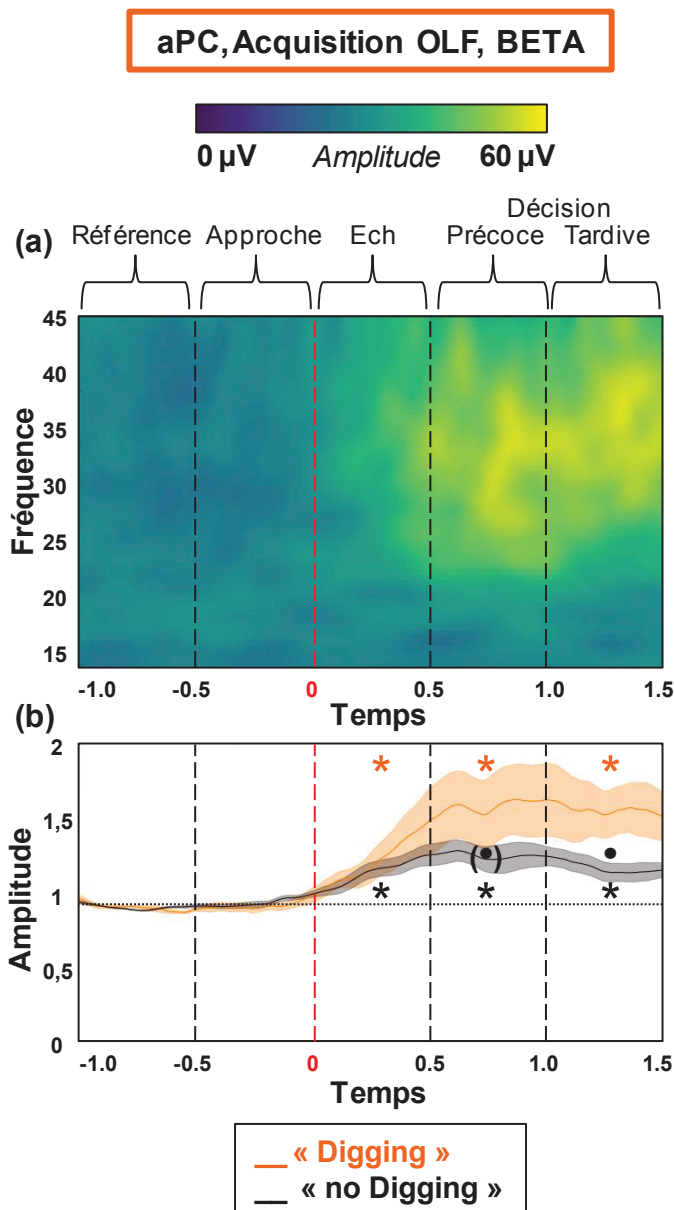 aPC, Acquisition OLF, BETA
0 µV Amplitude 60 µV
Décision
(a) Référence Approche Ech Précoce Tardive
45
40
35
30
25
20
15
Fréquence
-1.0 -0.5 0 0.5 1.0 1.5
Temps
(b)
2
1,5
1
0,5
0
Amplitude
* * *
(•) •
* * *
-1.0 -0.5 0 0.5 1.0 1.5
Temps
__ « Digging »
__ « no Digging »